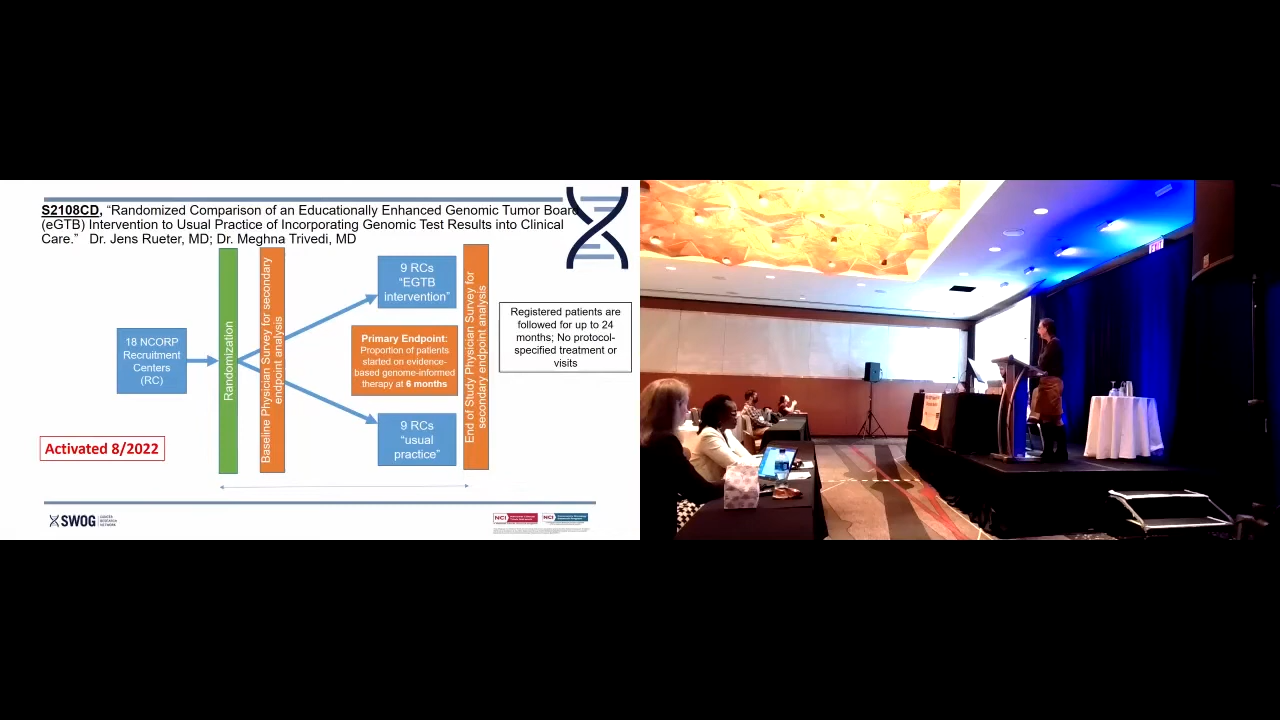 S2108CD, “Randomized Comparison of an Educationally Enhanced Genomic Tumor Board
(eGTB) Intervention to Usual Practice of Incorporating Genomic Test Results into Clinical
Care.” Dr. Jens Rueter, MD; Dr. Meghna Trivedi, MD
18 NCORP
Recruitment
Centers
(RC)
Randomization
Baseline Physician Survey for secondary
endpoint analysis
9 RCs
“EGTB
intervention”
Primary Endpoint:
Proportion of patients
started on evidence-
based genome-informed
therapy at 6 months
9 RCs
“usual
practice”
End of Study Physician Survey for
secondary endpoint analysis
Registered patients are
followed for up to 24
months; No protocol-
specified treatment or
visits
Activated 8/2022
SWOG
CANCER
RESEARCH
NETWORK
NCI
NCI